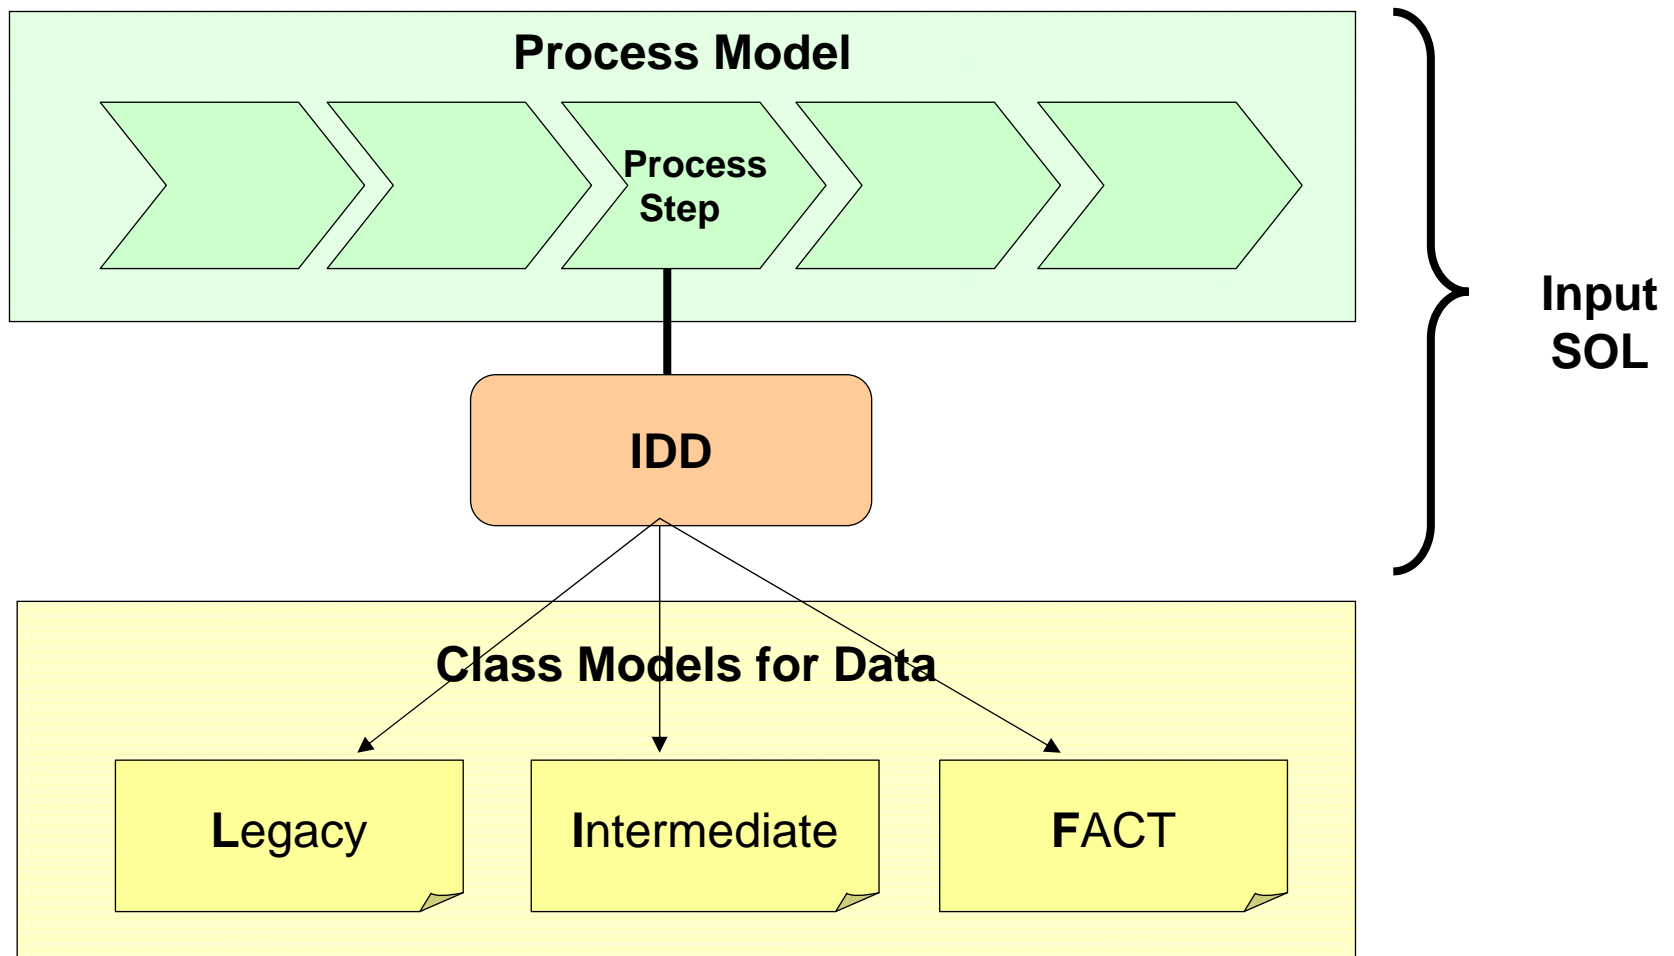 Process Model
Process
Step
Input
SOL
IDD
Class Models for Data
Legacy
Intermediate
FACT